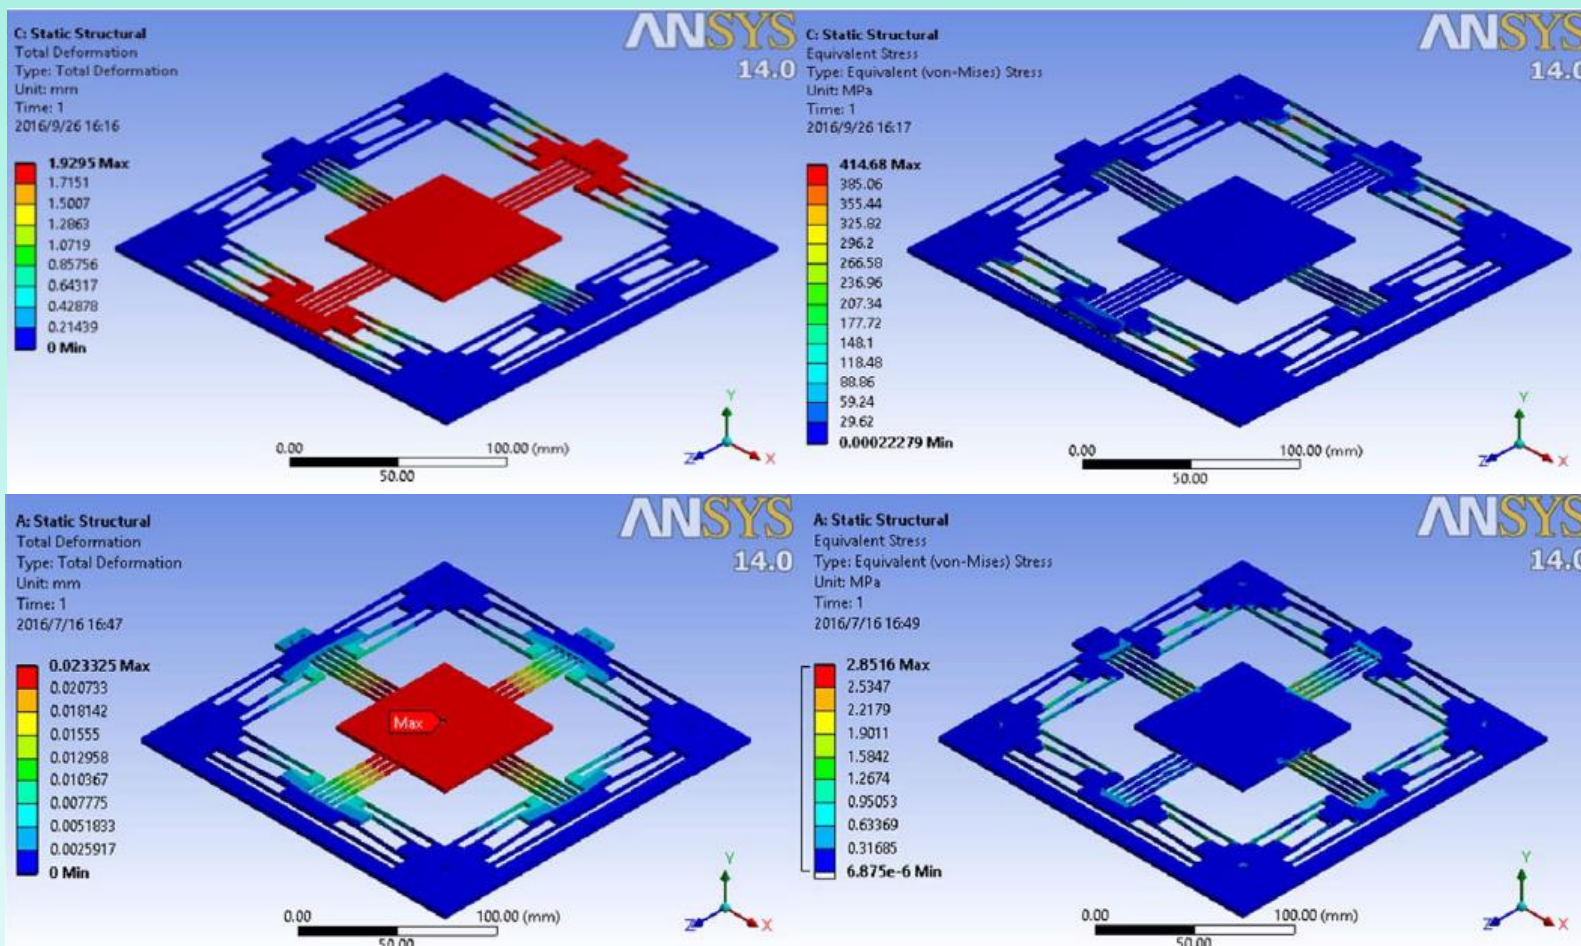 C: Static Structural
Total Deformation
Type: Total Deformation
Unit: mm
Time: 1
2016/9/26 16:16
ANSYS
14.0
1.9295 Max
1.7151
1.5007
1.2863
1.0719
0.85756
0.64317
0.42878
0.21439
0 Min
0.00
100.00 (mm)
50.00
Y
Z
X
C: Static Structural
Equivalent Stress
Type: Equivalent (von-Mises) Stress
Unit: MPa
Time: 1
2016/9/26 16:17
ANSYS
14.0
414.68 Max
385.06
355.44
325.82
296.2
266.58
236.96
207.34
177.72
148.1
118.48
88.86
59.24
29.62
0.00022279 Min
0.00
100.00 (mm)
50.00
Y
Z
X
A: Static Structural
Total Deformation
Type: Total Deformation
Unit: mm
Time: 1
2016/7/16 16:47
ANSYS
14.0
0.023325 Max
0.020733
0.018142
0.01555
0.012958
0.010367
0.007775
0.0051833
0.0025917
0 Min
Max
0.00
100.00 (mm)
50.00
Y
Z
X
A: Static Structural
Equivalent Stress
Type: Equivalent (von-Mises) Stress
Unit: MPa
Time: 1
2016/7/16 16:49
ANSYS
14.0
2.8516 Max
2.5347
2.2179
1.9011
1.5842
1.2674
0.95053
0.63369
0.31685
6.875e-6 Min
0.00
100.00 (mm)
50.00
Y
Z
X